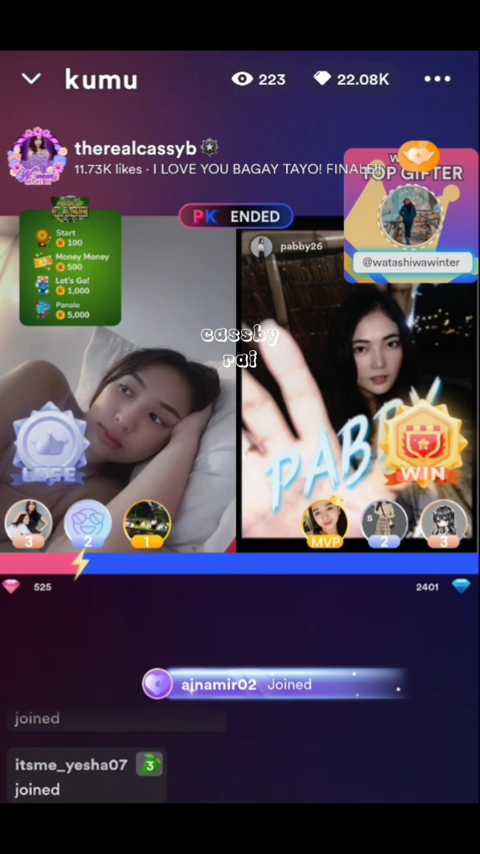 kumu
223
22.08K
therealcassyb
11.73K likes · I LOVE YOU BAGAY TAYO! FINALE!!
TOP GIFTER
@watashiwawinter
PK ENDED
Start
100
Money Money
500
Let's Go!
1,000
Panalo
5,000
pabby26
cassby
rai
PABBY
LOSE
WIN
3
2
1
MVP
5
2
3
525
2401
ajnamir02 Joined
joined
itsme_yesha07 3
joined